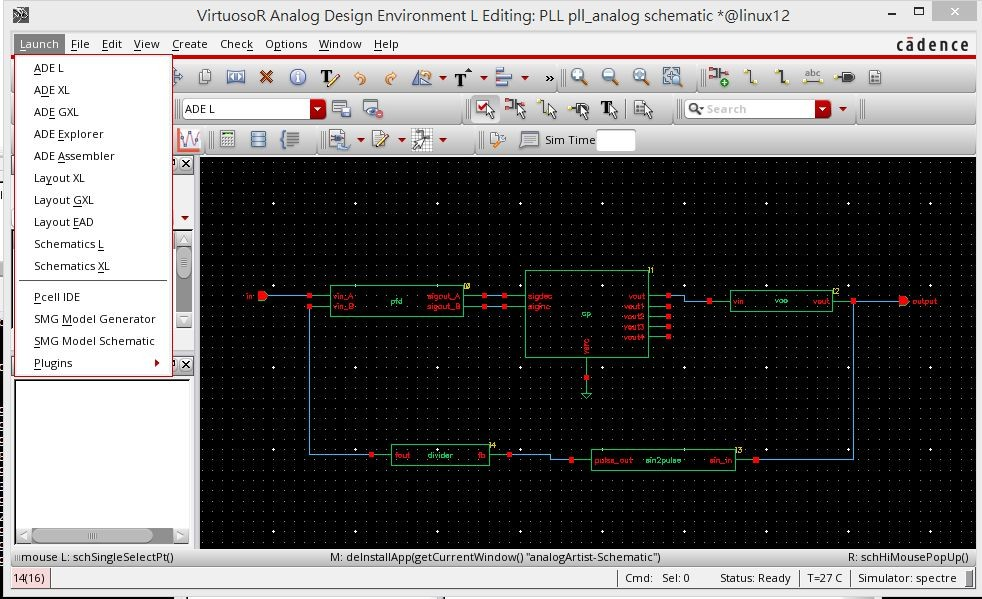 VirtuosoR Analog Design Environment L Editing: PLL pll_analog schematic *@linux12
Launch File Edit View Create Check Options Window Help cādence
ADE L
ADE XL
ADE GXL
ADE Explorer
ADE Assembler
Layout XL
Layout GXL
Layout EAD
Schematics L
Schematics XL
Pcell IDE
SMG Model Generator
SMG Model Schematic
Plugins
abc
ADE L
Search
Sim Time
in
vin_A
vin_B
pfd
sigout_A
sigout_B
I1
sigdec
siginc
cp
vout
vout1
vout2
vout3
vout4
I2
vin
vco
vout
output
fout
divider
fb
I4
pulse_out
sin2pulse
sin_in
I3
mouse L: schSingleSelectPt() M: deInstallApp(getCurrentWindow() "analogArtist-Schematic") R: schHiMousePopUp()
14(16) Cmd: Sel: 0 Status: Ready T=27 C Simulator: spectre